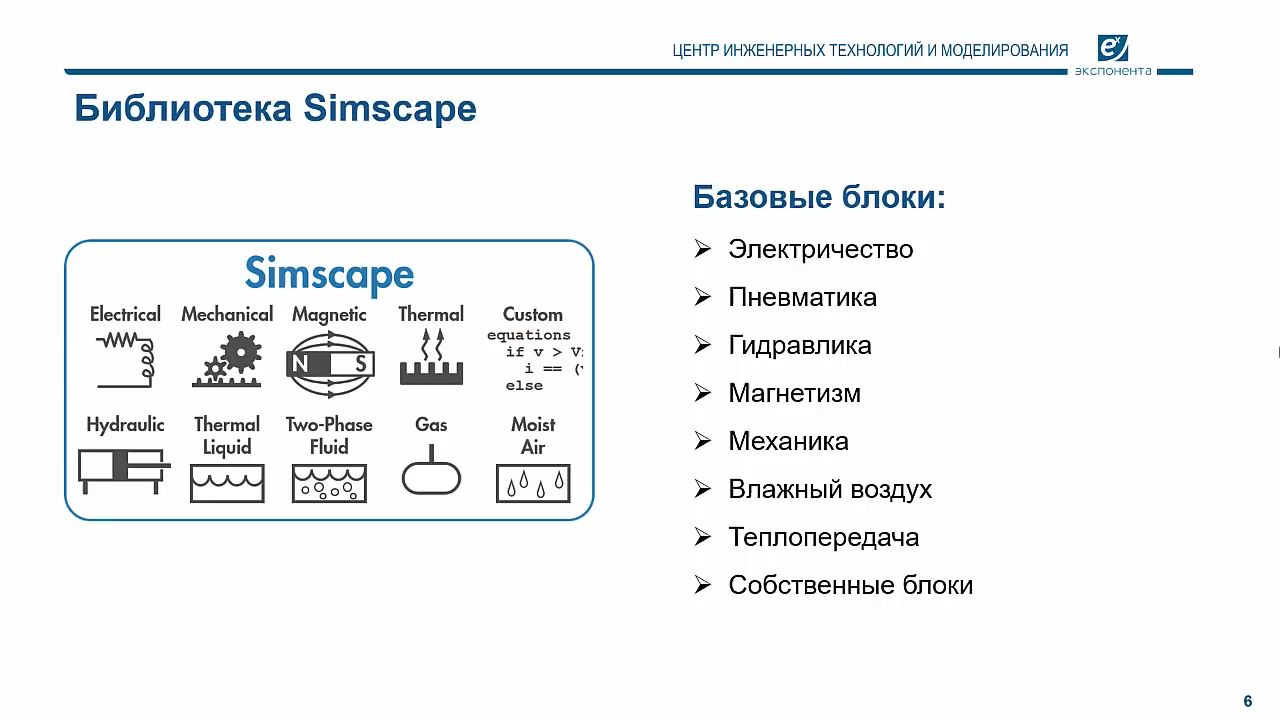 ЦЕНТР ИНЖЕНЕРНЫХ ТЕХНОЛОГИЙ И МОДЕЛИРОВАНИЯ
ex
экспонента
Библиотека Simscape
Simscape
Electrical Mechanical Magnetic Thermal Custom
equations
if v > V
i == (
else
N S
Hydraulic Thermal Liquid Two-Phase Fluid Gas Moist Air
Базовые блоки:
Электричество
Пневматика
Гидравлика
Магнетизм
Механика
Влажный воздух
Теплопередача
Собственные блоки
6